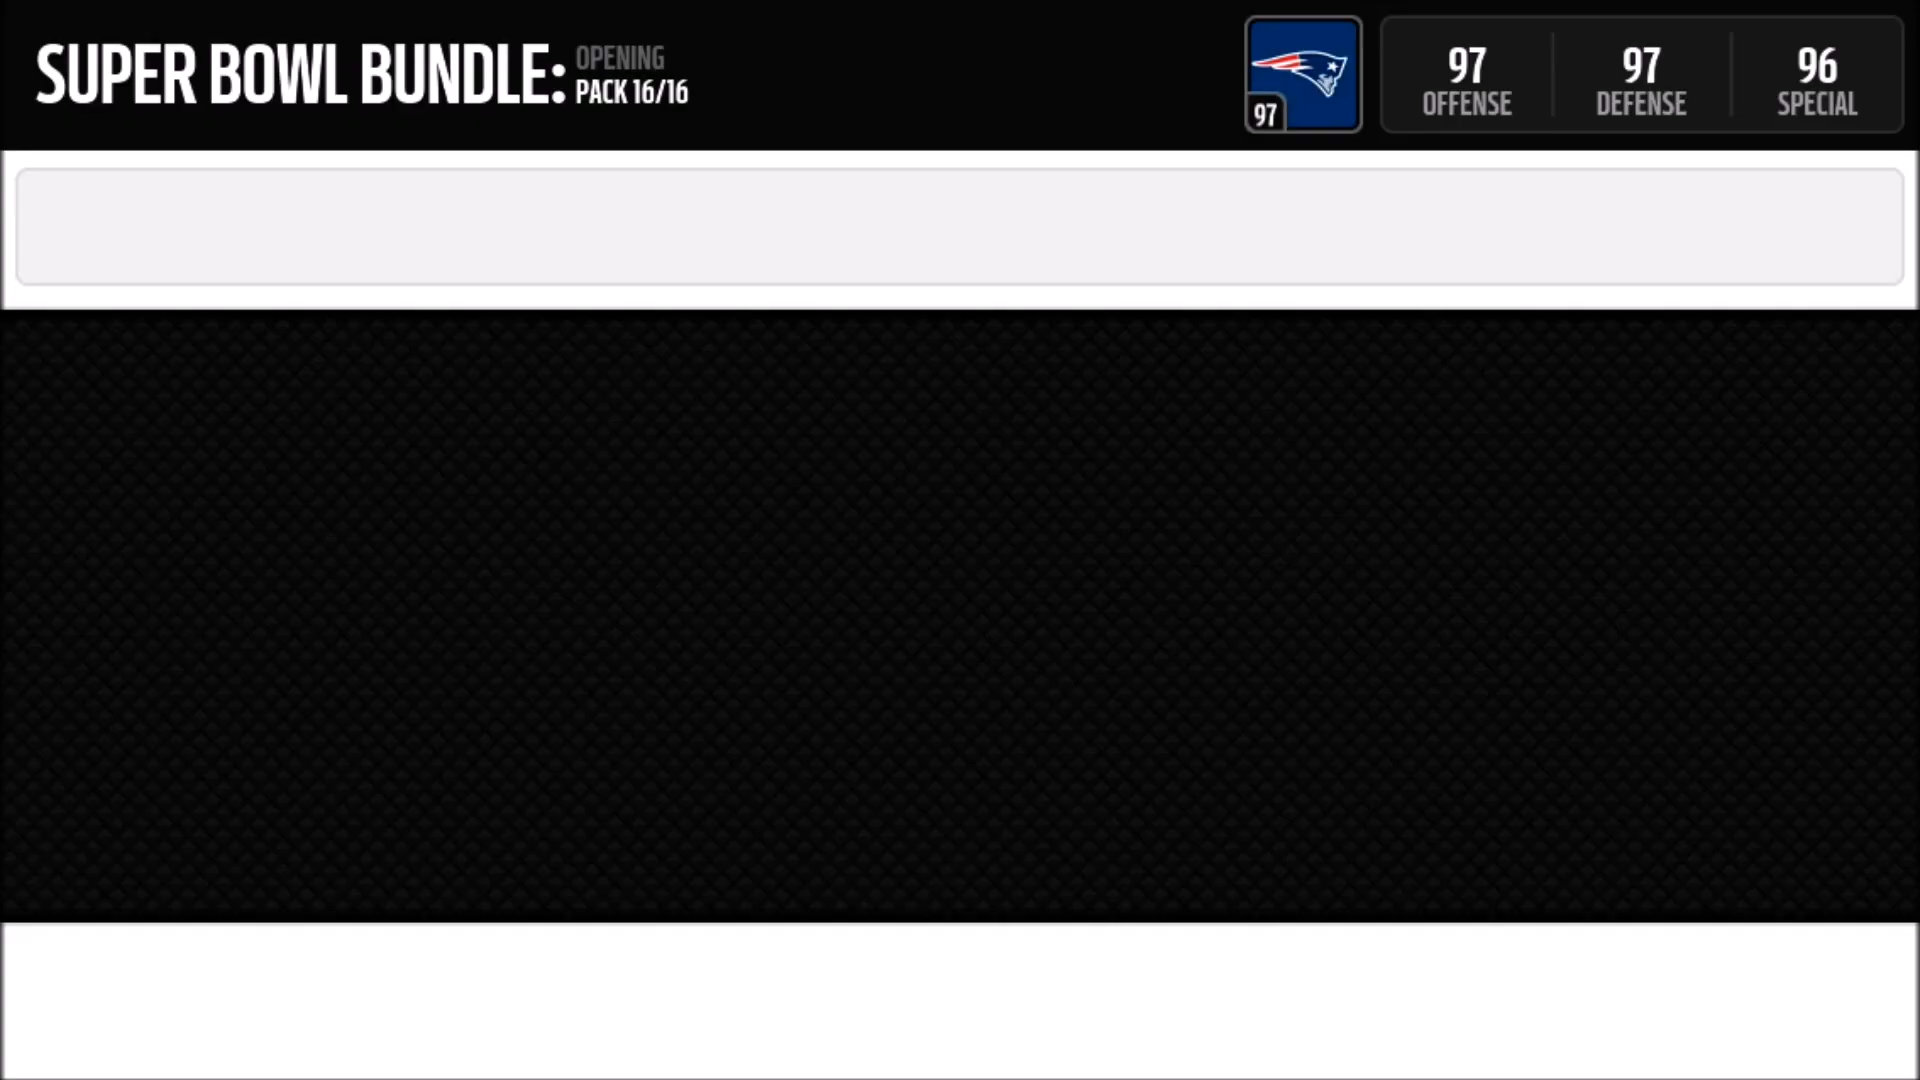 SUPER BOWL BUNDLE:
OPENING
PACK 16/16
97
97
OFFENSE
97
DEFENSE
96
SPECIAL